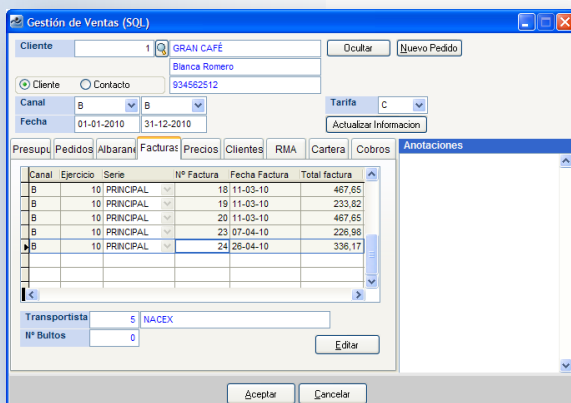 Gestión de Ventas (SQL)
Cliente 1 GRAN CAFÉ Ocultar Nuevo Pedido
Blanca Romero
Cliente Contacto 934562512
Canal B B Tarifa C
Fecha 01-01-2010 31-12-2010 Actualizar Informacion
Presupu Pedidos Albarane Facturas Precios Clientes RMA Cartera Cobros Anotaciones
Canal Ejercicio Serie Nº Factura Fecha Factura Total factura
B 10 PRINCIPAL 18 11-03-10 467,65
B 10 PRINCIPAL 19 11-03-10 233,82
B 10 PRINCIPAL 20 11-03-10 467,65
B 10 PRINCIPAL 23 07-04-10 226,98
B 10 PRINCIPAL 24 26-04-10 336,17
Transportista 5 NACEX
Nº Bultos 0
Editar
Aceptar Cancelar